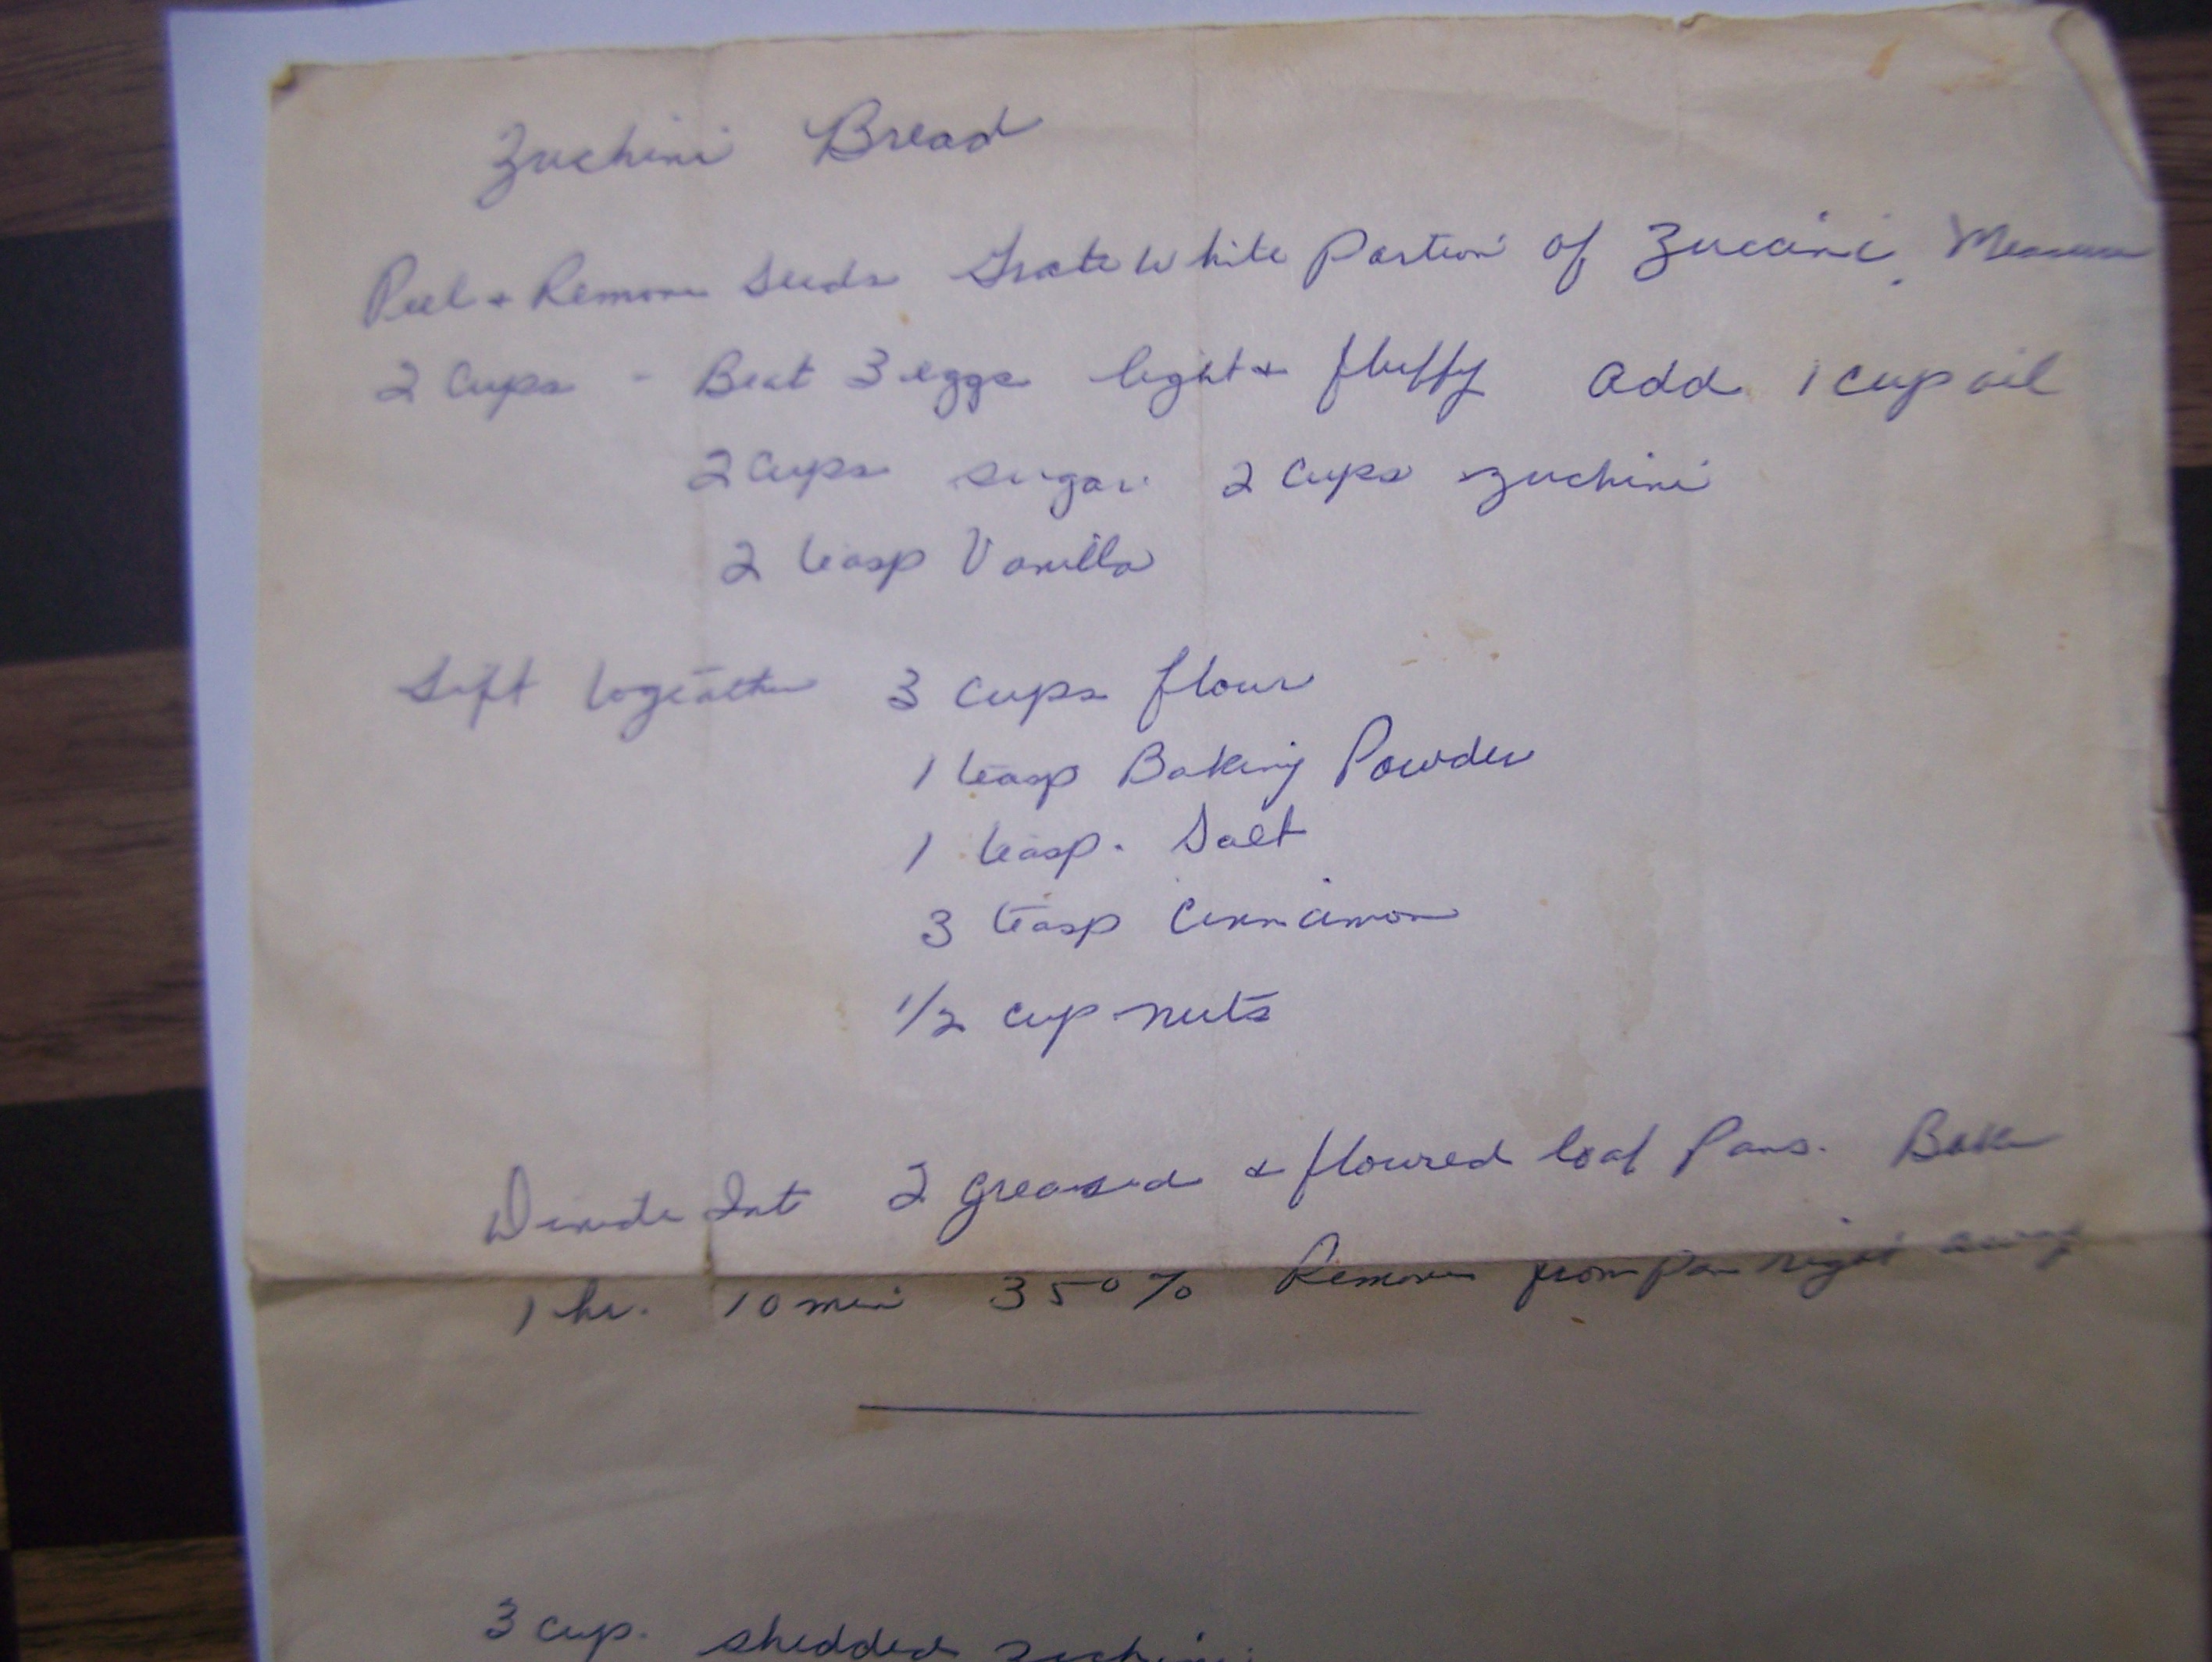 Zuchini Bread
Peel + Remove Seeds Grate White Portion of Zuccini. Measure
2 Cups - Beat 3 eggs light + fluffy Add 1 cup oil
2 cups sugar 2 cups zuchini
2 teasp Vanilla
Sift togeather 3 cups flour
1 teasp Baking Powder
1 teasp. Salt
3 teasp Cinnamon
1/2 cup nuts
Divide Int 2 greased + floured loaf Pans. Bake
1 hr. 10 min 350% Remove from pan right away
3 cup. shedded zuchini